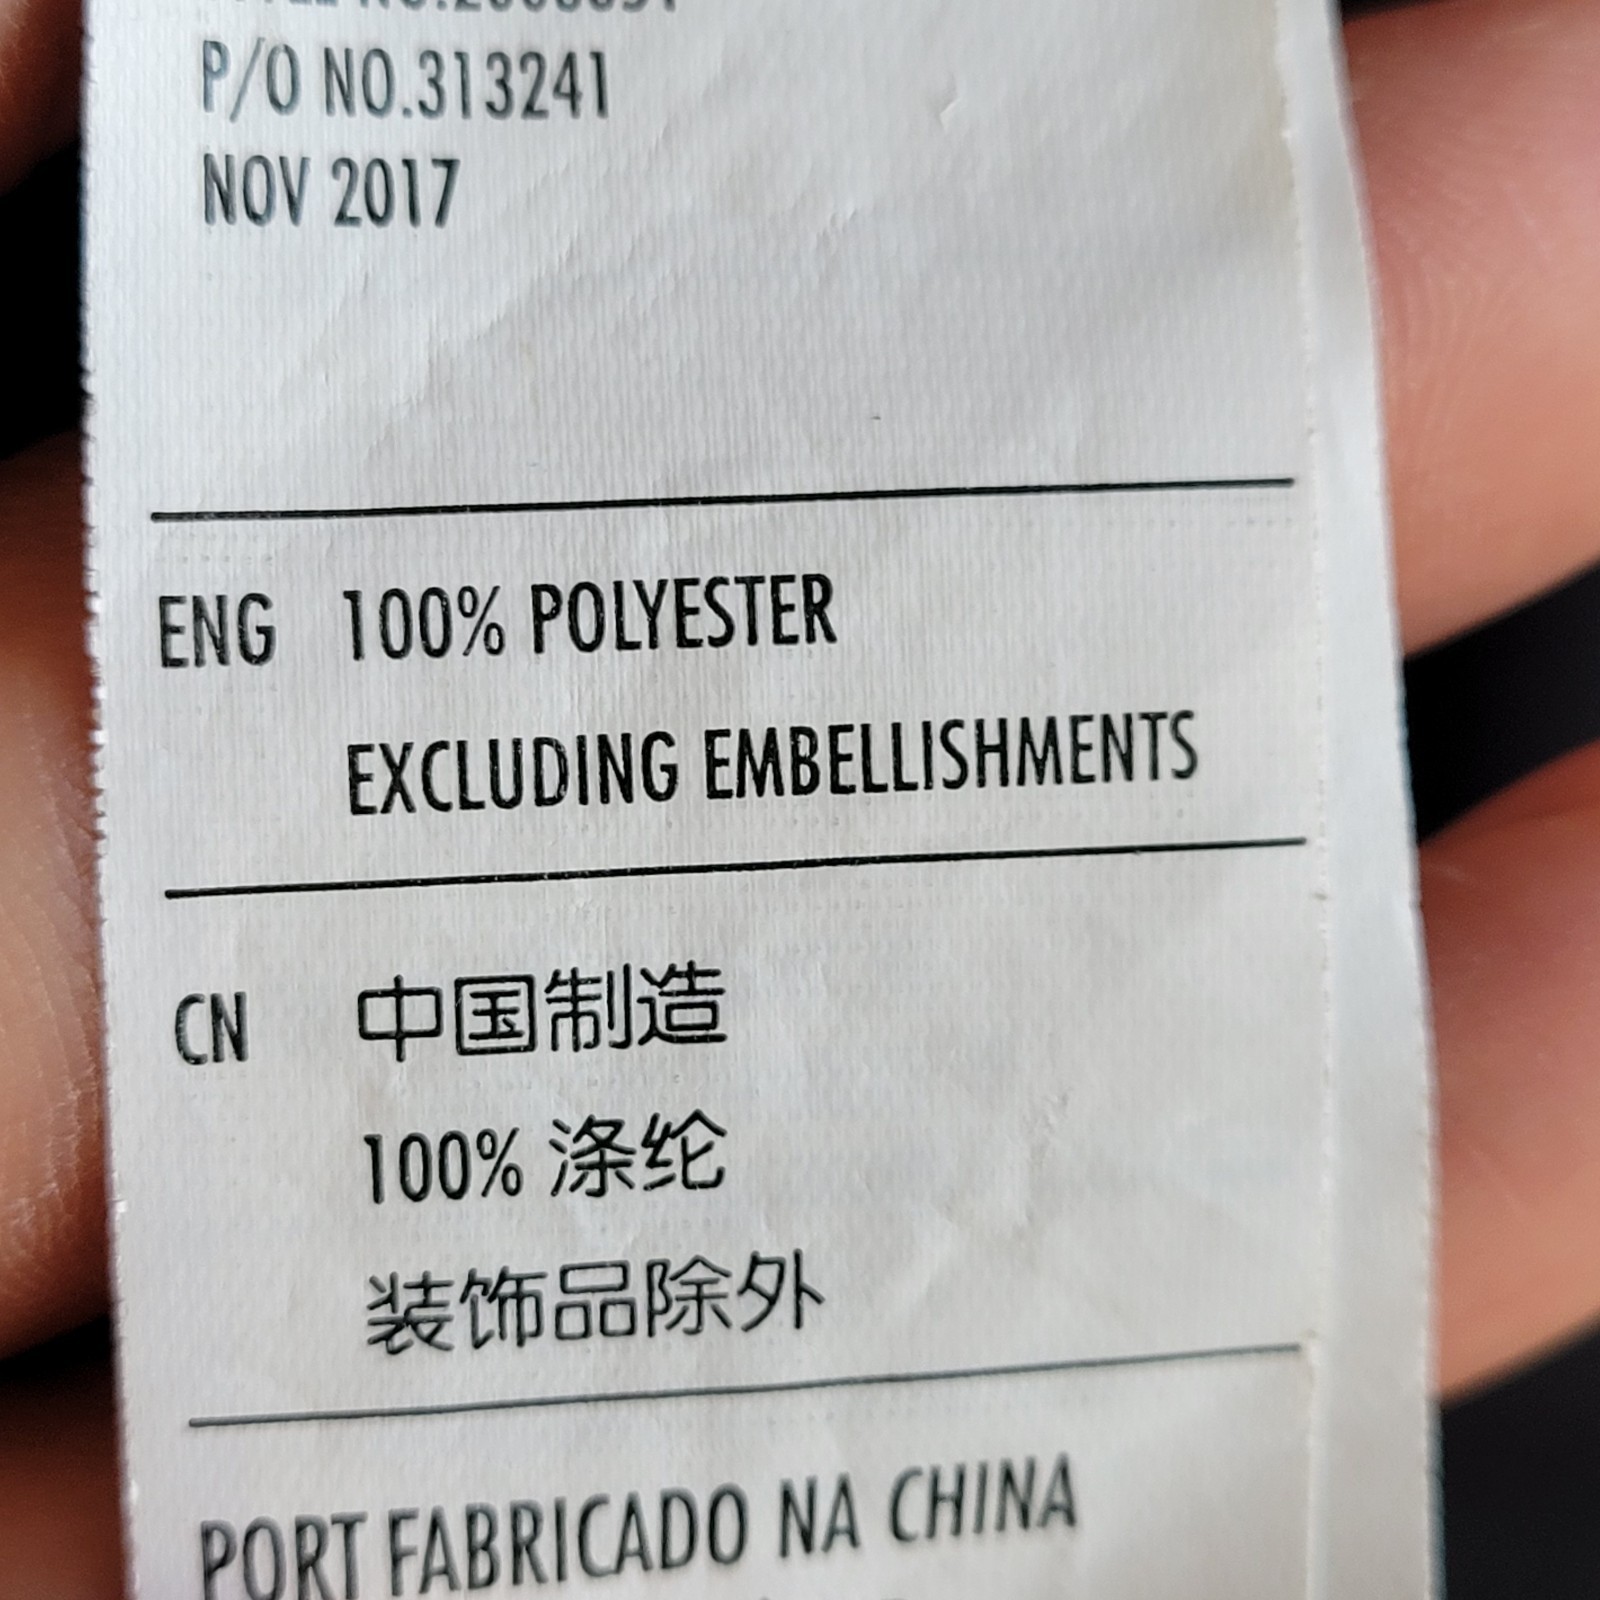 P/O NO.313241
NOV 2017
ENG 100% POLYESTER
EXCLUDING EMBELLISHMENTS
CN 中国制造
100% 涤纶
装饰品除外
PORT FABRICADO NA CHINA